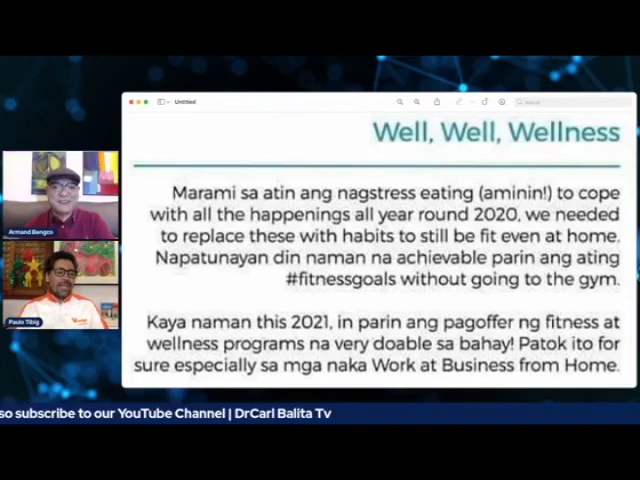 Untitled
Search
Well, Well, Wellness
Marami sa atin ang nagstress eating (aminin!) to cope
with all the happenings all year round 2020, we needed
to replace these with habits to still be fit even at home.
Napatunayan din naman na achievable parin ang ating
#fitnessgoals without going to the gym.
Kaya naman this 2021, in parin ang pagoffer ng fitness at
wellness programs na very doable sa bahay! Patok ito for
sure especially sa mga naka Work at Business from Home.
Armand Bengco
Paulo Tibig
so subscribe to our YouTube Channel | DrCarl Balita Tv